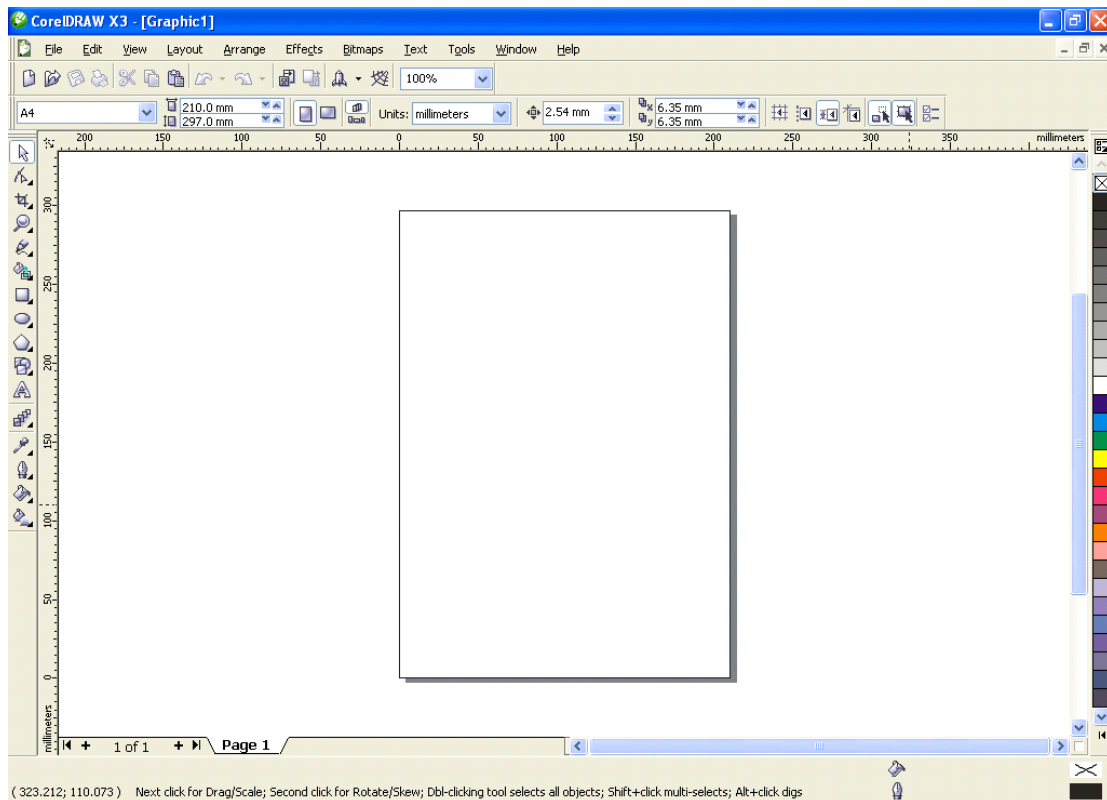 CorelDRAW X3 - [Graphic1]
File Edit View Layout Arrange Effects Bitmaps Text Tools Window Help
100%
A4 210.0 mm 297.0 mm Units: millimeters 2.54 mm x 6.35 mm y 6.35 mm
200 150 100 50 0 50 100 150 200 250 300 350 millimeters
300
250
200
150
100
50
0
millimeters
1 of 1 Page 1
( 323.212; 110.073 ) Next click for Drag/Scale; Second click for Rotate/Skew; Dbl-clicking tool selects all objects; Shift+click multi-selects; Alt+click digs